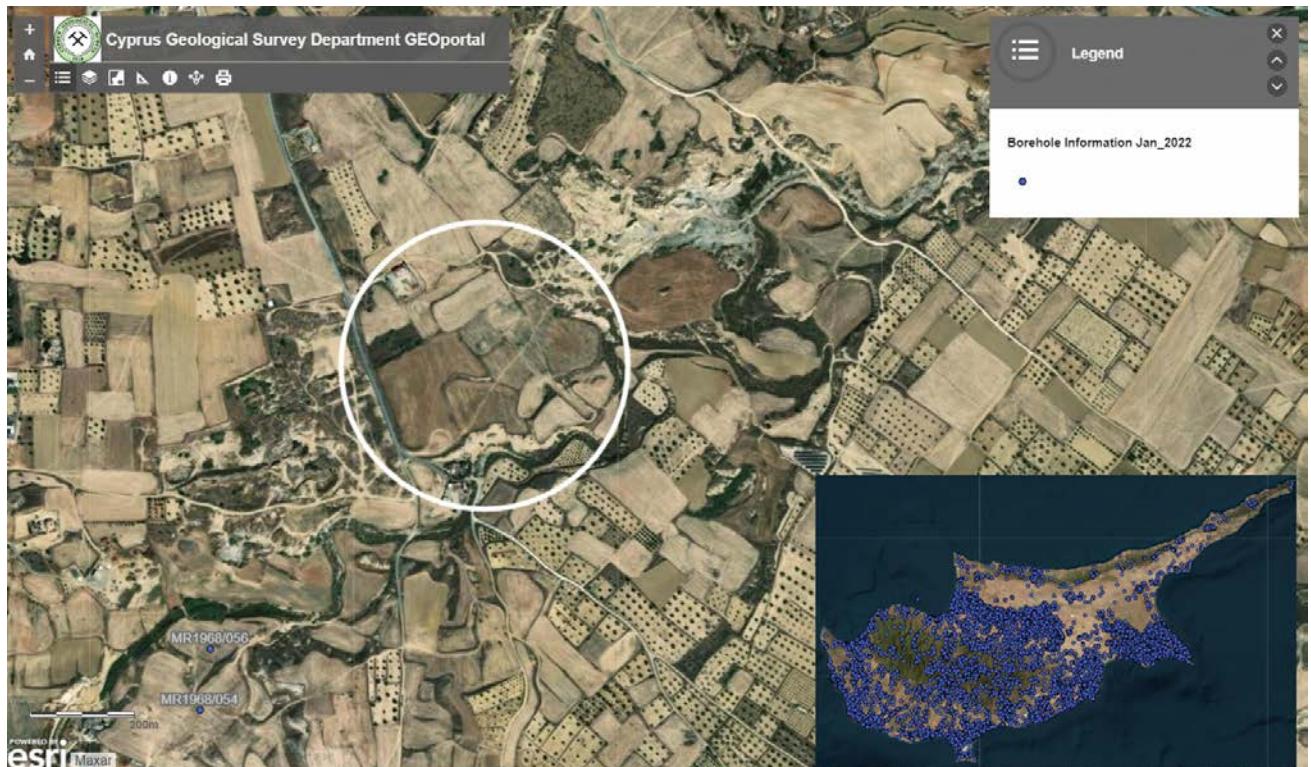 Cyprus Geological Survey Department GEOportal
Legend
Borehole Information Jan_2022
MR1968/056
MR1968/054
200m
POWERED BY
esri
Maxar